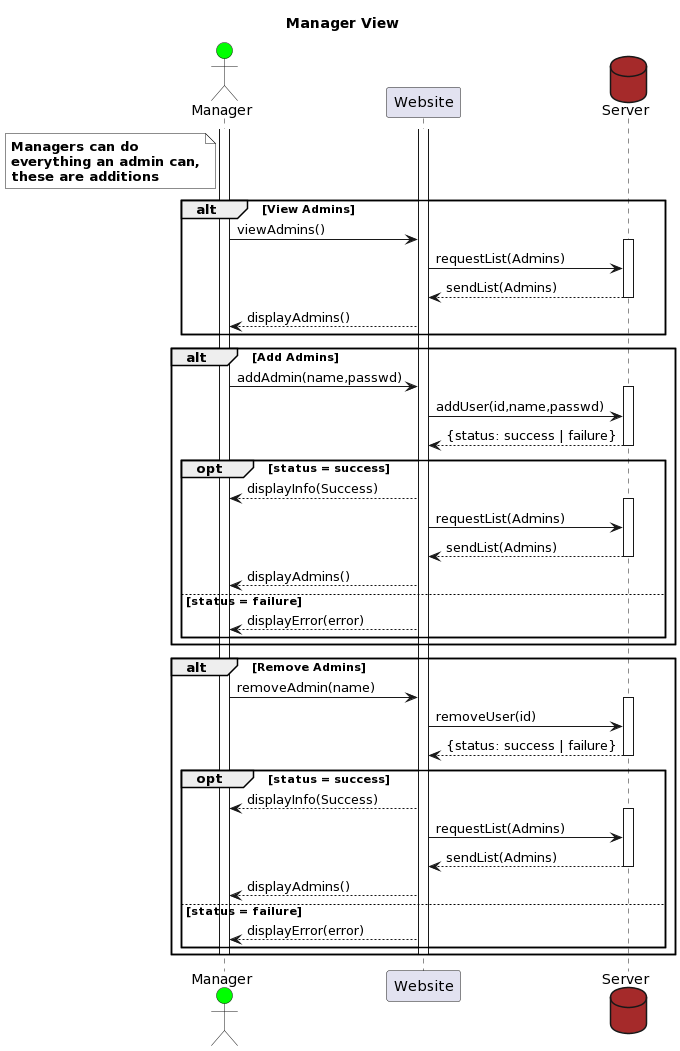 Manager View
Manager
Website
Server
Managers can do
everything an admin can,
these are additions
alt [View Admins]
viewAdmins()
requestList(Admins)
sendList(Admins)
displayAdmins()
alt [Add Admins]
addAdmin(name,passwd)
addUser(id,name,passwd)
{status: success | failure}
opt [status = success]
displayInfo(Success)
requestList(Admins)
sendList(Admins)
displayAdmins()
[status = failure]
displayError(error)
alt [Remove Admins]
removeAdmin(name)
removeUser(id)
{status: success | failure}
opt [status = success]
displayInfo(Success)
requestList(Admins)
sendList(Admins)
displayAdmins()
[status = failure]
displayError(error)
Manager
Website
Server